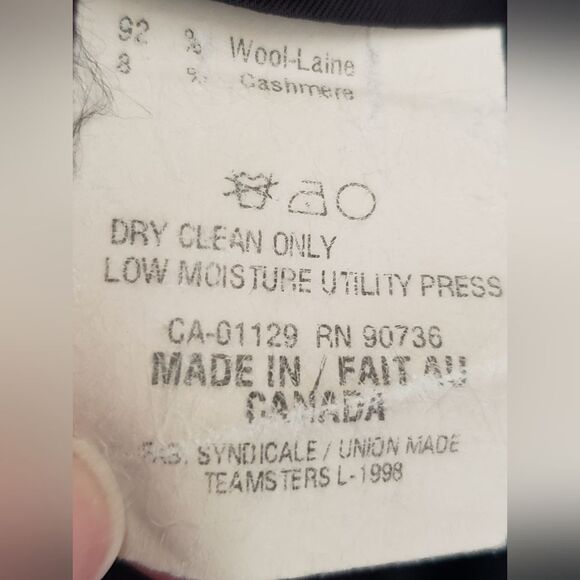 92 % Wool-Laine
8 % Cashmere
DRY CLEAN ONLY
LOW MOISTURE UTILITY PRESS
CA-01129 RN 90736
MADE IN / FAIT AU
CANADA
FAB. SYNDICALE / UNION MADE
TEAMSTERS L-1998